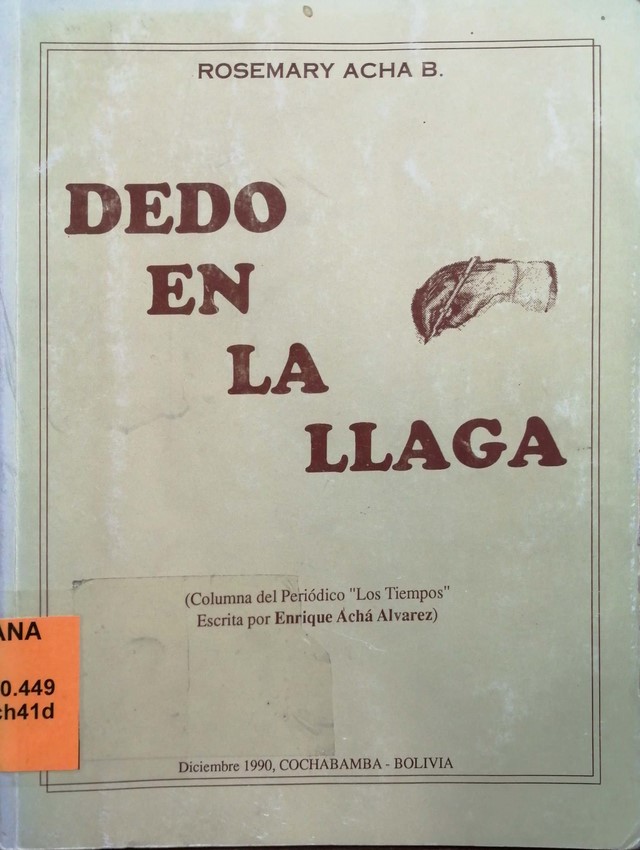 ROSEMARY ACHA B.
DEDO
EN
LA
LLAGA
(Columna del Periódico "Los Tiempos"
Escrita por Enrique Achá Alvarez)
ANA
0.449
ch41d
Diciembre 1990, COCHABAMBA - BOLIVIA